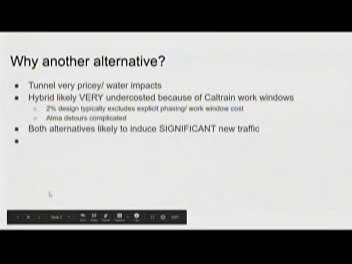 Why another alternative?
Tunnel very pricey/ water impacts
Hybrid likely VERY undercosted because of Caltrain work windows
2% design typically excludes explicit phasing/ work window cost
Alma detours complicated
Both alternatives likely to induce SIGNIFICANT new traffic